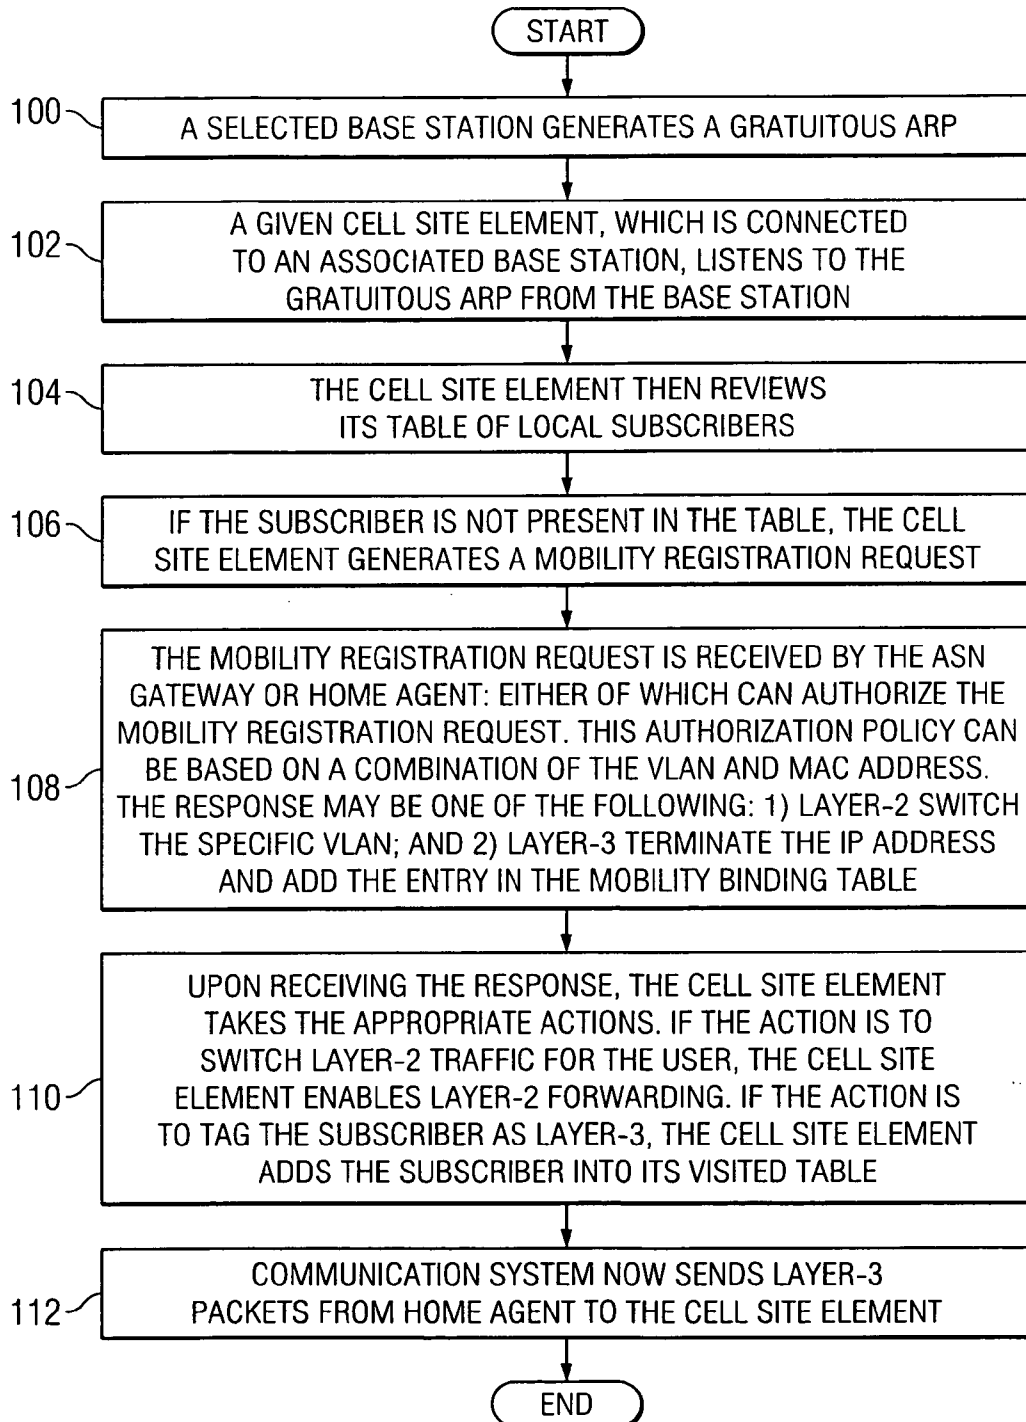 START
100
A SELECTED BASE STATION GENERATES A GRATUITOUS ARP
102
A GIVEN CELL SITE ELEMENT, WHICH IS CONNECTED
TO AN ASSOCIATED BASE STATION, LISTENS TO THE
GRATUITOUS ARP FROM THE BASE STATION
104
THE CELL SITE ELEMENT THEN REVIEWS
ITS TABLE OF LOCAL SUBSCRIBERS
106
IF THE SUBSCRIBER IS NOT PRESENT IN THE TABLE, THE CELL
SITE ELEMENT GENERATES A MOBILITY REGISTRATION REQUEST
108
THE MOBILITY REGISTRATION REQUEST IS RECEIVED BY THE ASN
GATEWAY OR HOME AGENT: EITHER OF WHICH CAN AUTHORIZE THE
MOBILITY REGISTRATION REQUEST. THIS AUTHORIZATION POLICY CAN
BE BASED ON A COMBINATION OF THE VLAN AND MAC ADDRESS.
THE RESPONSE MAY BE ONE OF THE FOLLOWING: 1) LAYER-2 SWITCH
THE SPECIFIC VLAN; AND 2) LAYER-3 TERMINATE THE IP ADDRESS
AND ADD THE ENTRY IN THE MOBILITY BINDING TABLE
110
UPON RECEIVING THE RESPONSE, THE CELL SITE ELEMENT
TAKES THE APPROPRIATE ACTIONS. IF THE ACTION IS TO
SWITCH LAYER-2 TRAFFIC FOR THE USER, THE CELL SITE
ELEMENT ENABLES LAYER-2 FORWARDING. IF THE ACTION IS
TO TAG THE SUBSCRIBER AS LAYER-3, THE CELL SITE ELEMENT
ADDS THE SUBSCRIBER INTO ITS VISITED TABLE
112
COMMUNICATION SYSTEM NOW SENDS LAYER-3
PACKETS FROM HOME AGENT TO THE CELL SITE ELEMENT
END